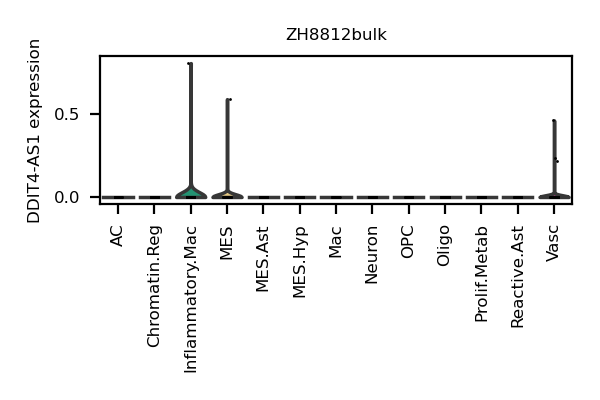 ZH8812bulk
DDIT4-AS1 expression
0.5
0.0
AC
Chromatin.Reg
Inflammatory.Mac
MES
MES.Ast
MES.Hyp
Mac
Neuron
OPC
Oligo
Prolif.Metab
Reactive.Ast
Vasc